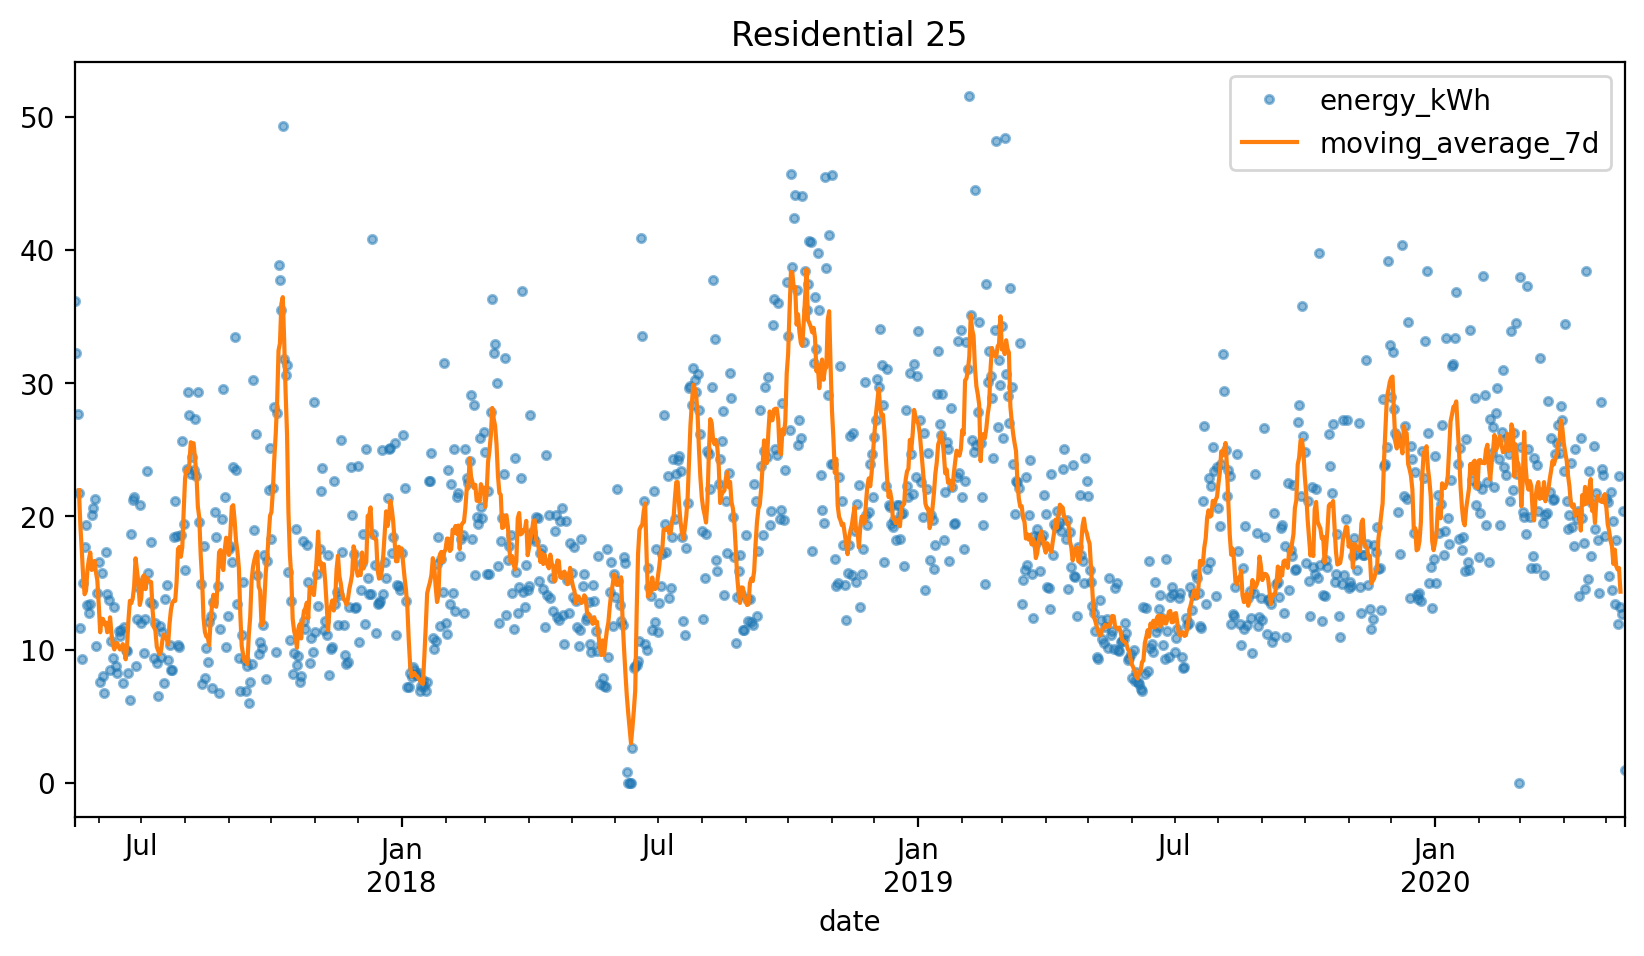 Residential 25
energy_kWh
moving_average_7d
50
40
30
20
10
0
Jul
Jan
2018
Jul
Jan
2019
Jul
Jan
2020
date